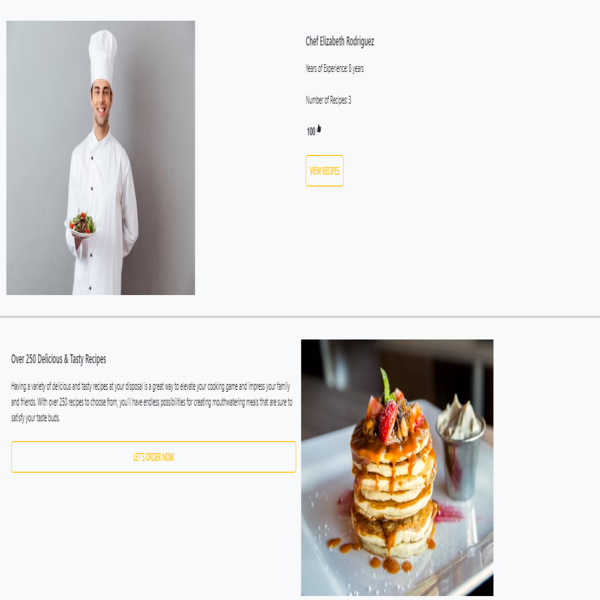 Chef Elizabeth Rodriguez
Years of Experience: 8 years
Number of Recipes: 3
100
VIEW RECIPES
Over 250 Delicious & Tasty Recipes
Having a variety of delicious and tasty recipes at your disposal is a great way to elevate your cooking game and impress your family
and friends. With over 250 recipes to choose from, you'll have endless possibilities for creating mouthwatering meals that are sure to
satisfy your taste buds.
LET'S ORDER NOW